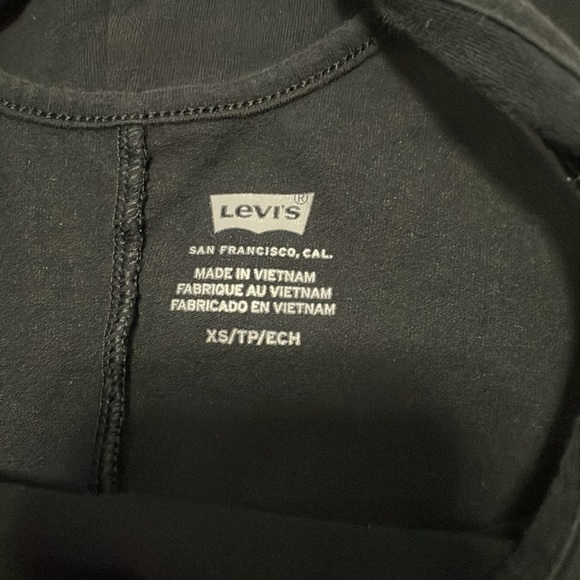 Levi's®
SAN FRANCISCO, CAL.
MADE IN VIETNAM
FABRIQUE AU VIETNAM
FABRICADO EN VIETNAM
XS/TP/ECH